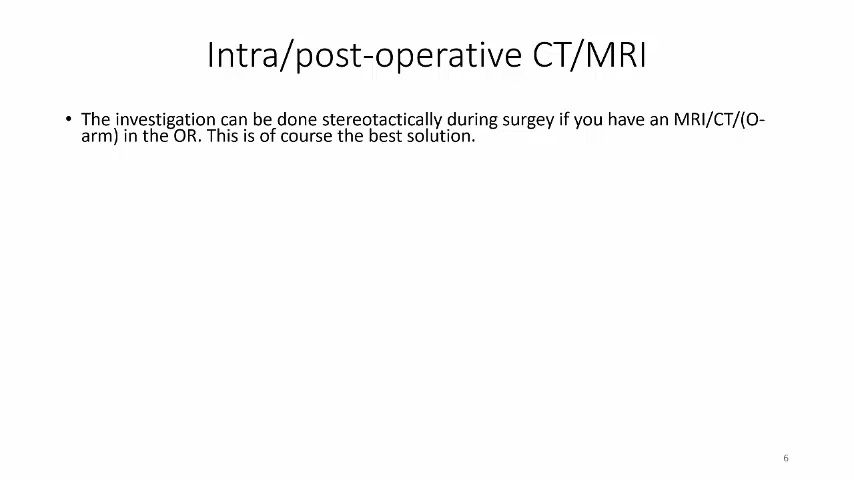 Intra/post-operative CT/MRI
• The investigation can be done stereotactically during surgey if you have an MRI/CT/(O-
arm) in the OR. This is of course the best solution.
6